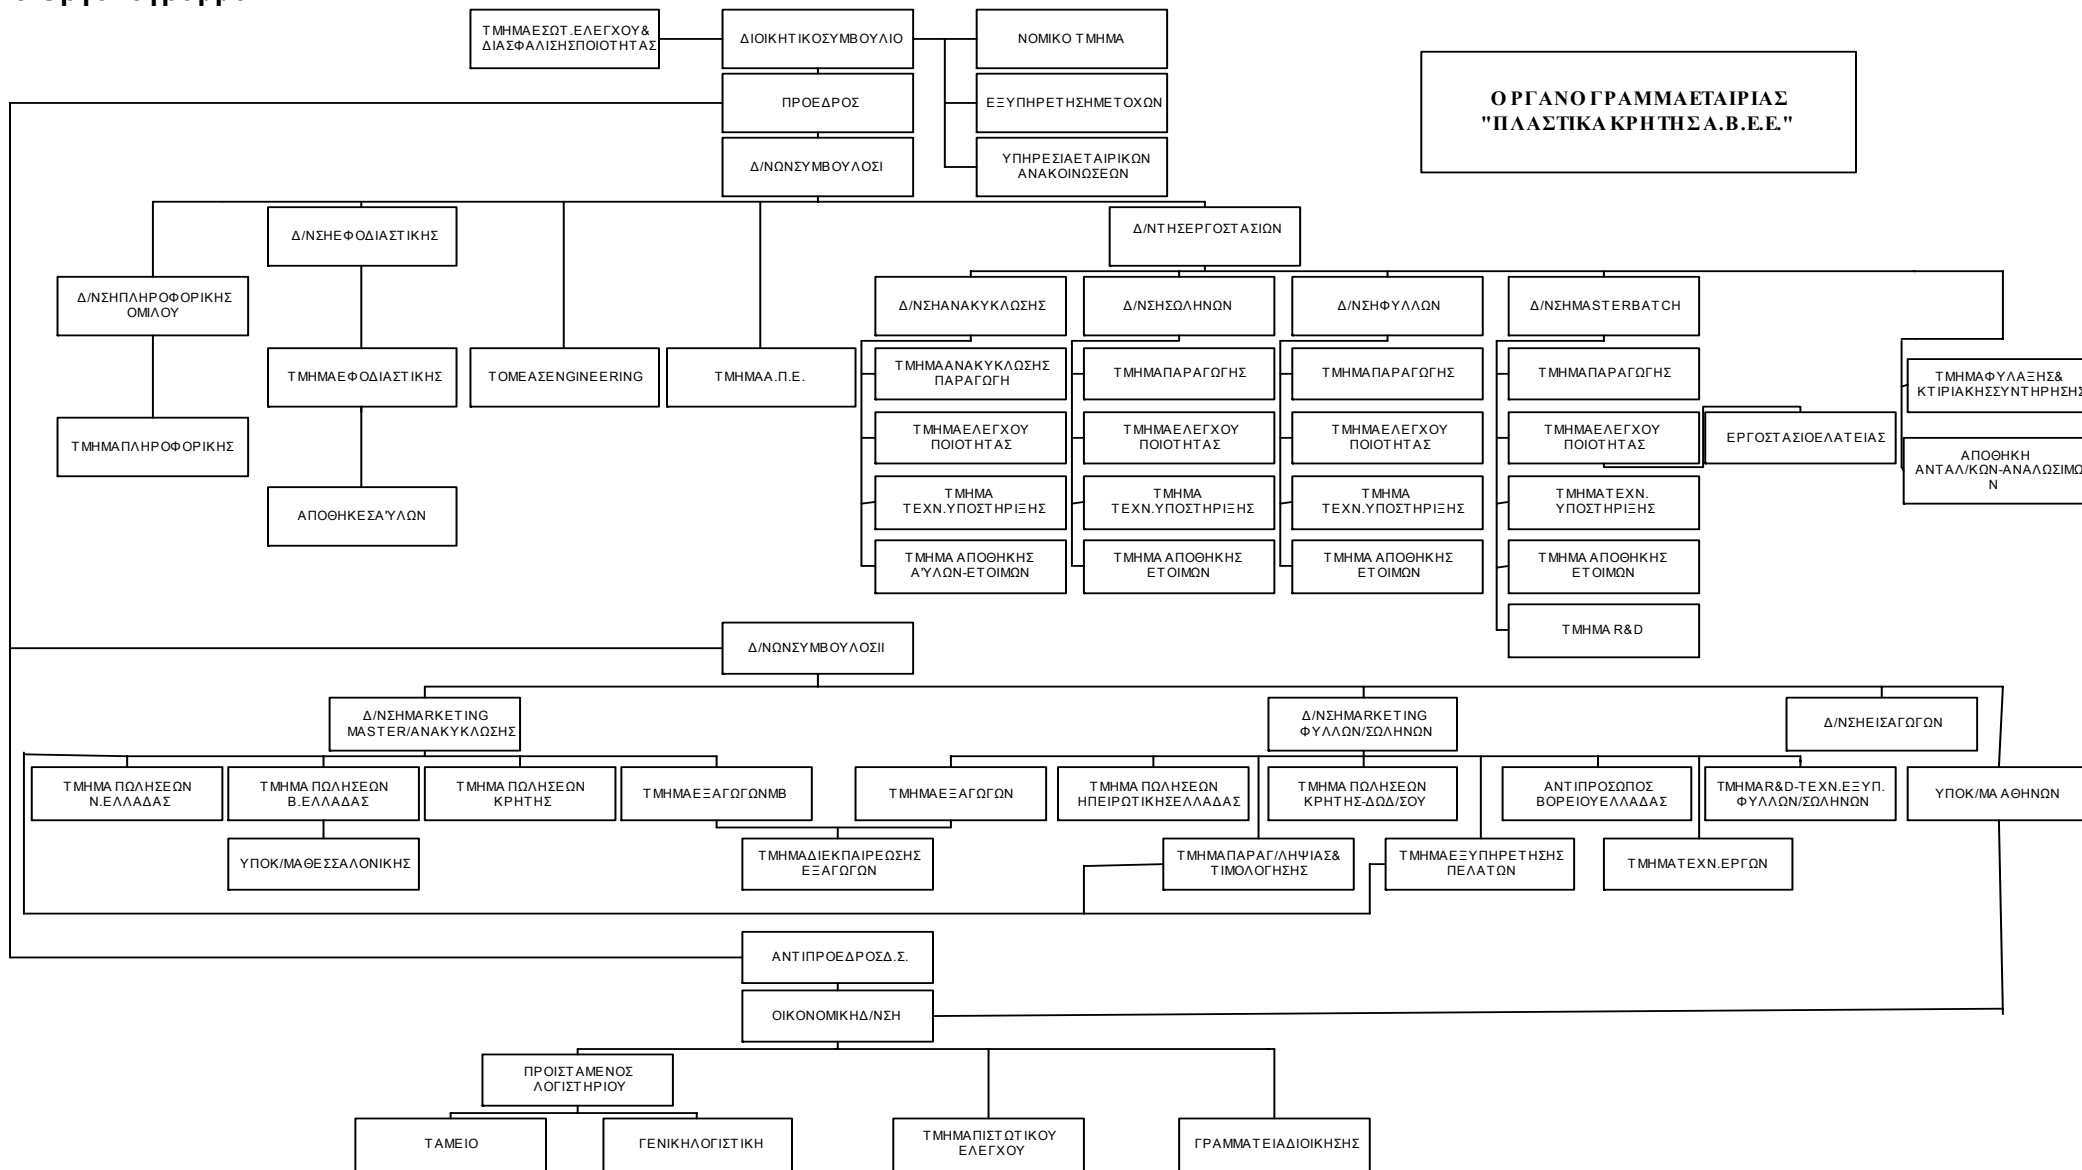 ΤΜΗΜΑΕΣΩΤ.ΕΛΕΓΧΟΥ&
ΔΙΑΣΦΑΛΙΣΗΣΠΟΙΟΤΗΤΑΣ
ΔΙΟΙΚΗΤΙΚΟΣΥΜΒΟΥΛΙΟ
ΝΟΜΙΚΟ ΤΜΗΜΑ
ΠΡΟΕΔΡΟΣ
ΕΞΥΠΗΡΕΤΗΣΗΜΕΤΟΧΩΝ
ΟΡΓΑΝΟΓΡΑΜΜΑΕΤΑΙΡΙΑΣ
"ΠΛΑΣΤΙΚΑ ΚΡΗΤΗΣ Α.Β.Ε.Ε."
Δ/ΝΩΝΣΥΜΒΟΥΛΟΣΙ
ΥΠΗΡΕΣΙΑΕΤΑΙΡΙΚΩΝ
ΑΝΑΚΟΙΝΩΣΕΩΝ
Δ/ΝΣΗΕΦΟΔΙΑΣΤΙΚΗΣ
Δ/ΝΤΗΣΕΡΓΟΣΤΑΣΙΩΝ
Δ/ΝΣΗΠΛΗΡΟΦΟΡΙΚΗΣ
ΟΜΙΛΟΥ
Δ/ΝΣΗΑΝΑΚΥΚΛΩΣΗΣ
Δ/ΝΣΗΣΩΛΗΝΩΝ
Δ/ΝΣΗΦΥΛΛΩΝ
Δ/ΝΣΗMASTERBATCH
ΤΜΗΜΑΕΦΟΔΙΑΣΤΙΚΗΣ
ΤΟΜΕΑΣENGINEERING
ΤΜΗΜΑΑ.Π.Ε.
ΤΜΗΜΑΑΝΑΚΥΚΛΩΣΗΣ
ΠΑΡΑΓΩΓΗ
ΤΜΗΜΑΠΑΡΑΓΩΓΗΣ
ΤΜΗΜΑΠΑΡΑΓΩΓΗΣ
ΤΜΗΜΑΠΑΡΑΓΩΓΗΣ
ΤΜΗΜΑΦΥΛΑΞΗΣ&
ΚΤΙΡΙΑΚΗΣΣΥΝΤΗΡΗΣΗΣ
ΤΜΗΜΑΠΛΗΡΟΦΟΡΙΚΗΣ
ΤΜΗΜΑΕΛΕΓΧΟΥ
ΠΟΙΟΤΗΤΑΣ
ΤΜΗΜΑΕΛΕΓΧΟΥ
ΠΟΙΟΤΗΤΑΣ
ΤΜΗΜΑΕΛΕΓΧΟΥ
ΠΟΙΟΤΗΤΑΣ
ΤΜΗΜΑΕΛΕΓΧΟΥ
ΠΟΙΟΤΗΤΑΣ
ΕΡΓΟΣΤΑΣΙΟΕΛΑΤΕΙΑΣ
ΑΠΟΘΗΚΗ
ΑΝΤΑΛ/ΚΩΝ-ΑΝΑΛΩΣΙΜΩ
Ν
ΑΠΟΘΗΚΕΣΑ'ΥΛΩΝ
ΤΜΗΜΑ
ΤΕΧΝ.ΥΠΟΣΤΗΡΙΞΗΣ
ΤΜΗΜΑ
ΤΕΧΝ.ΥΠΟΣΤΗΡΙΞΗΣ
ΤΜΗΜΑ
ΤΕΧΝ.ΥΠΟΣΤΗΡΙΞΗΣ
ΤΜΗΜΑΤΕΧΝ.
ΥΠΟΣΤΗΡΙΞΗΣ
ΤΜΗΜΑ ΑΠΟΘΗΚΗΣ
Α'ΥΛΩΝ-ΕΤΟΙΜΩΝ
ΤΜΗΜΑ ΑΠΟΘΗΚΗΣ
ΕΤΟΙΜΩΝ
ΤΜΗΜΑ ΑΠΟΘΗΚΗΣ
ΕΤΟΙΜΩΝ
ΤΜΗΜΑ ΑΠΟΘΗΚΗΣ
ΕΤΟΙΜΩΝ
ΤΜΗΜΑ R&D
Δ/ΝΩΝΣΥΜΒΟΥΛΟΣΙΙ
Δ/ΝΣΗMARKETING
MASTER/ΑΝΑΚΥΚΛΩΣΗΣ
Δ/ΝΣΗMARKETING
ΦΥΛΛΩΝ/ΣΩΛΗΝΩΝ
Δ/ΝΣΗΕΙΣΑΓΩΓΩΝ
ΤΜΗΜΑ ΠΩΛΗΣΕΩΝ
Ν.ΕΛΛΑΔΑΣ
ΤΜΗΜΑ ΠΩΛΗΣΕΩΝ
Β.ΕΛΛΑΔΑΣ
ΤΜΗΜΑ ΠΩΛΗΣΕΩΝ
ΚΡΗΤΗΣ
ΤΜΗΜΑΕΞΑΓΩΓΩΝΜΒ
ΤΜΗΜΑΕΞΑΓΩΓΩΝ
ΤΜΗΜΑ ΠΩΛΗΣΕΩΝ
ΗΠΕΙΡΩΤΙΚΗΣΕΛΛΑΔΑΣ
ΤΜΗΜΑ ΠΩΛΗΣΕΩΝ
ΚΡΗΤΗΣ-ΔΩΔ/ΣΟΥ
ΑΝΤΙΠΡΟΣΩΠΟΣ
ΒΟΡΕΙΟΥΕΛΛΑΔΑΣ
ΤΜΗΜΑR&D-ΤΕΧΝ.ΕΞΥΠ.
ΦΥΛΛΩΝ/ΣΩΛΗΝΩΝ
ΥΠΟΚ/ΜΑ ΑΘΗΝΩΝ
ΥΠΟΚ/ΜΑΘΕΣΣΑΛΟΝΙΚΗΣ
ΤΜΗΜΑΔΙΕΚΠΑΙΡΕΩΣΗΣ
ΕΞΑΓΩΓΩΝ
ΤΜΗΜΑΠΑΡΑΓ/ΛΗΨΙΑΣ&
ΤΙΜΟΛΟΓΗΣΗΣ
ΤΜΗΜΑΕΞΥΠΗΡΕΤΗΣΗΣ
ΠΕΛΑΤΩΝ
ΤΜΗΜΑΤΕΧΝ.ΕΡΓΩΝ
ΑΝΤΙΠΡΟΕΔΡΟΣΔ.Σ.
ΟΙΚΟΝΟΜΙΚΗΔ/ΝΣΗ
ΠΡΟΙΣΤΑΜΕΝΟΣ
ΛΟΓΙΣΤΗΡΙΟΥ
ΤΑΜΕΙΟ
ΓΕΝΙΚΗΛΟΓΙΣΤΙΚΗ
ΤΜΗΜΑΠΙΣΤΩΤΙΚΟΥ
ΕΛΕΓΧΟΥ
ΓΡΑΜΜΑΤΕΙΑΔΙΟΙΚΗΣΗΣ